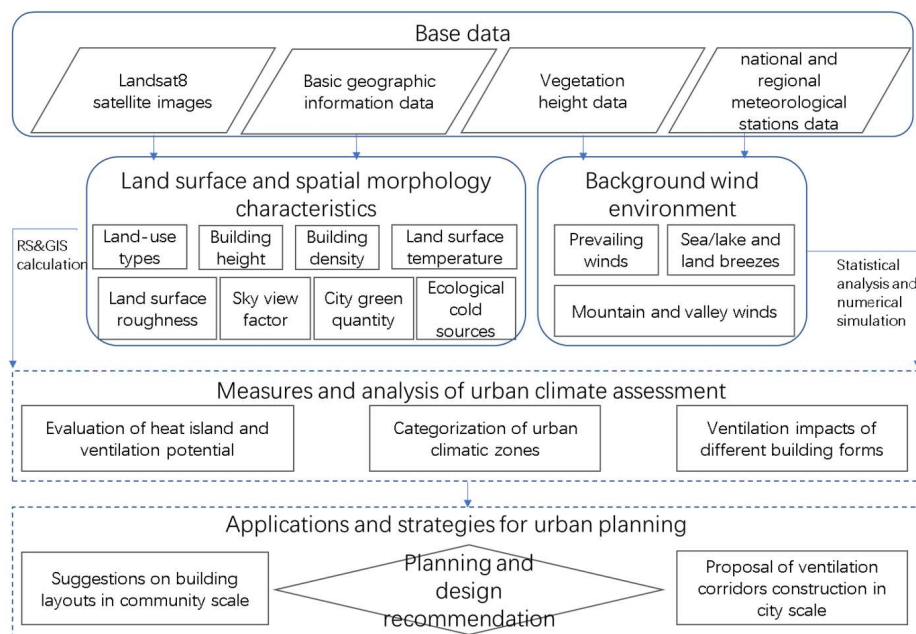 Base data
Landsat8
satellite images
Basic geographic
information data
Vegetation
height data
national and
regional
meteorological
stations data
Land surface and spatial morphology
characteristics
Land-use
types
Building
height
Building
density
Land surface
temperature
Land surface
roughness
Sky view
factor
City green
quantity
Ecological
cold
sources
Background wind
environment
Prevailing
winds
Sea/lake and
land breezes
Mountain and valley winds
RS&GIS
calculation
Statistical
analysis and
numerical
simulation
Measures and analysis of urban climate assessment
Evaluation of heat island and
ventilation potential
Categorization of urban
climatic zones
Ventilation impacts of
different building forms
Applications and strategies for urban planning
Suggestions on building
layouts in community scale
Planning and
design
recommendation
Proposal of ventilation
corridors construction in
city scale